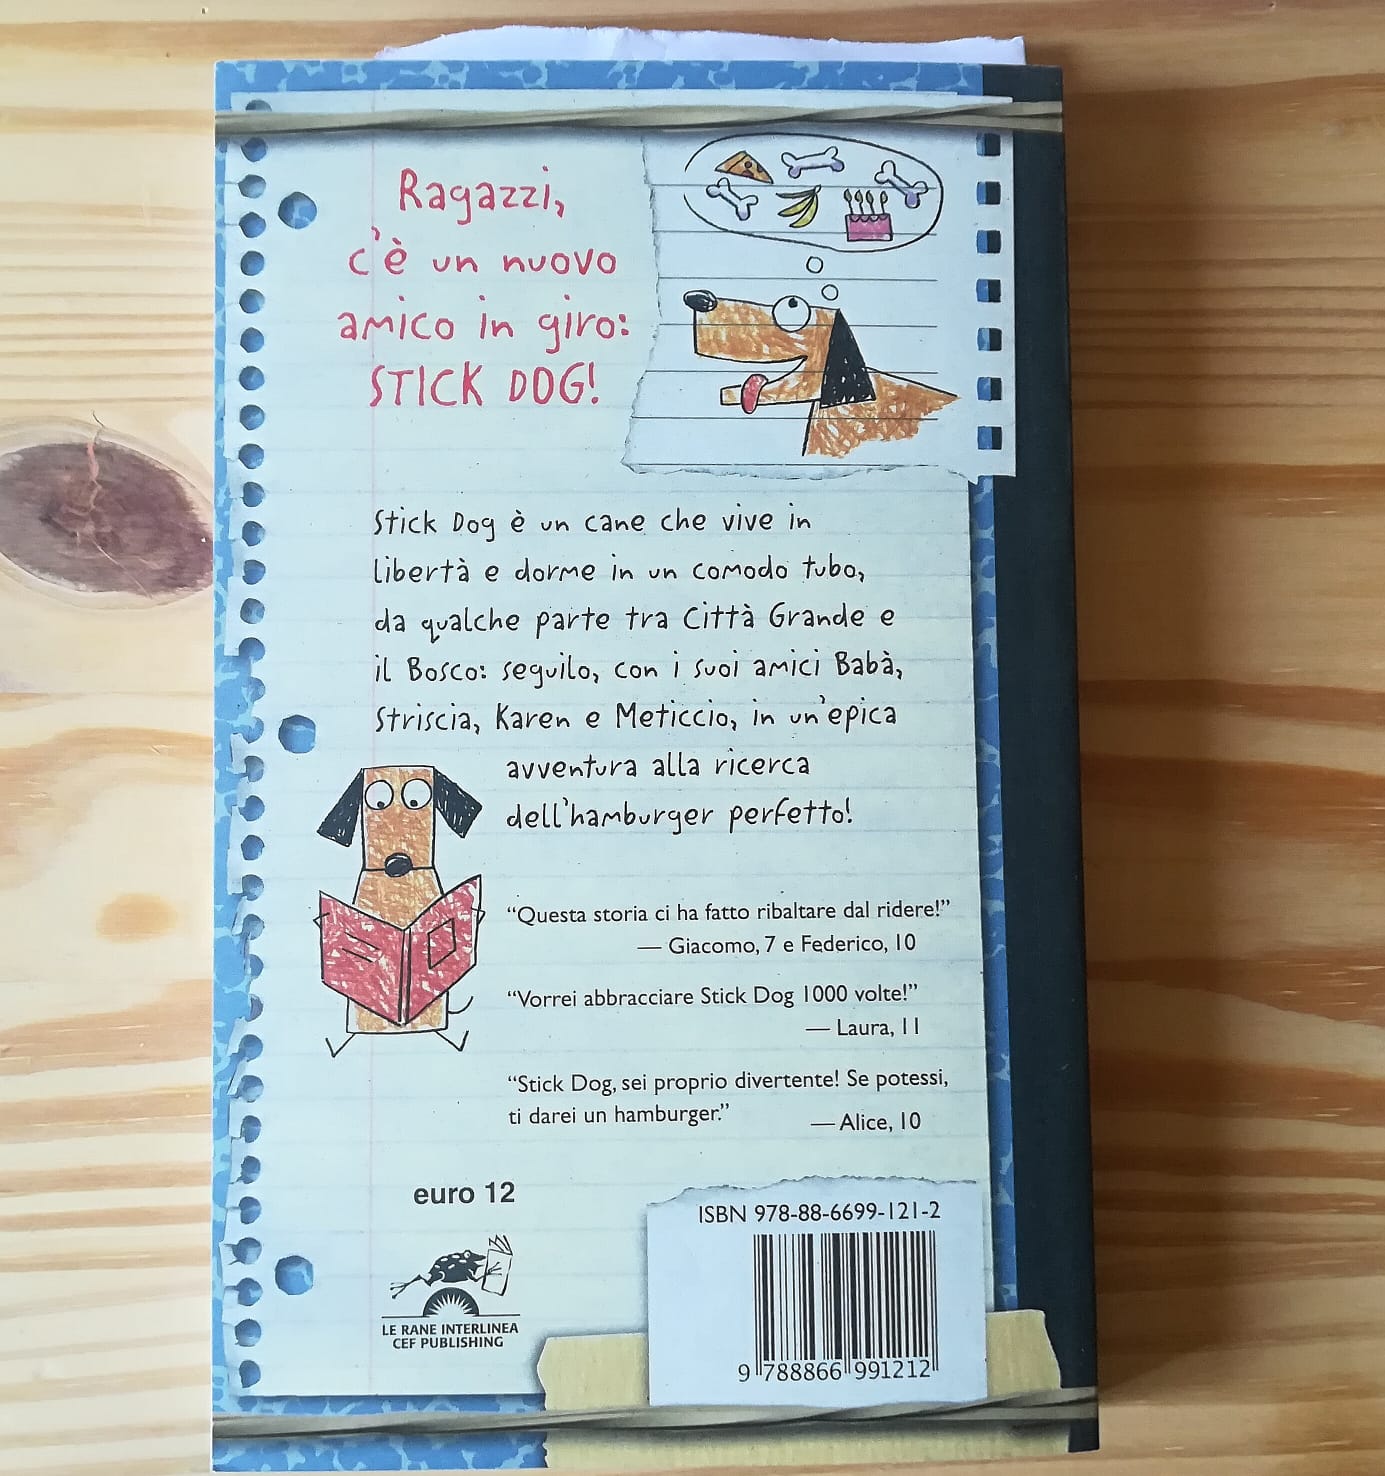 Ragazzi,
c'è un nuovo
amico in giro:
STICK DOG!
Stick Dog è un cane che vive in
libertà e dorme in un comodo tubo,
da qualche parte tra Città Grande e
il Bosco: seguilo, con i suoi amici Babà,
Striscia, Karen e Meticcio, in un'epica
avventura alla ricerca
dell'hamburger perfetto!
“Questa storia ci ha fatto ribaltare dal ridere!”
— Giacomo, 7 e Federico, 10
“Vorrei abbracciare Stick Dog 1000 volte!”
— Laura, 11
“Stick Dog, sei proprio divertente! Se potessi,
ti darei un hamburger.”
— Alice, 10
euro 12
LE RANE INTERLINEA
CEF PUBLISHING
ISBN 978-88-6699-121-2
9 788866 991212